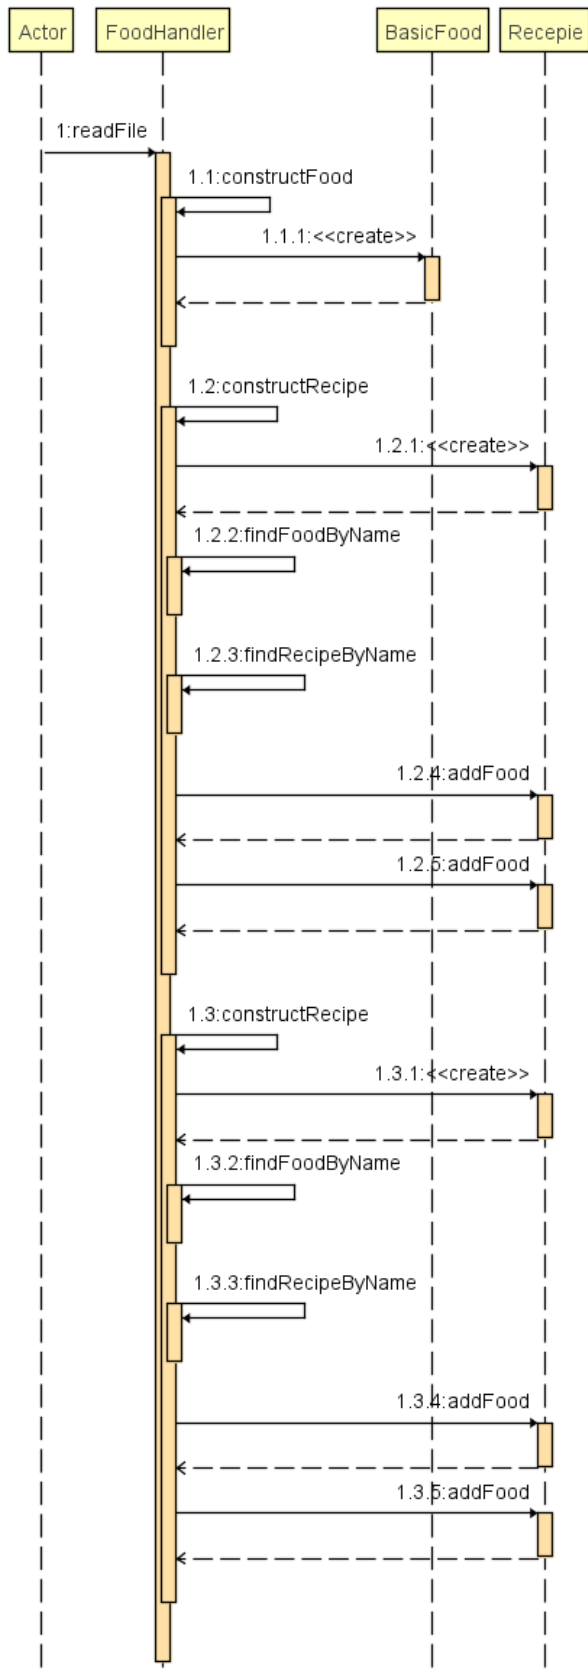 Actor
FoodHandler
BasicFood
Recepie
1:readFile
1.1:constructFood
1.1.1:<<create>>
1.2:constructRecipe
1.2.1:<<create>>
1.2.2:findFoodByName
1.2.3:findRecipeByName
1.2.4:addFood
1.2.5:addFood
1.3:constructRecipe
1.3.1:<<create>>
1.3.2:findFoodByName
1.3.3:findRecipeByName
1.3.4:addFood
1.3.5:addFood